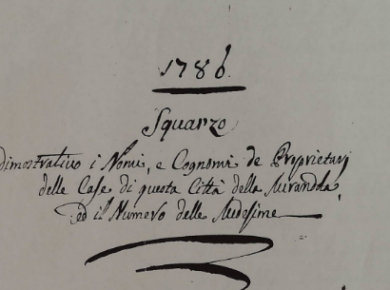 1786.
Squarzo
dimostrativo i Nomi, e Cognomi de Proprietarj
delle Case di questa Città della Mirandola,
ed il Numero delle Medesime